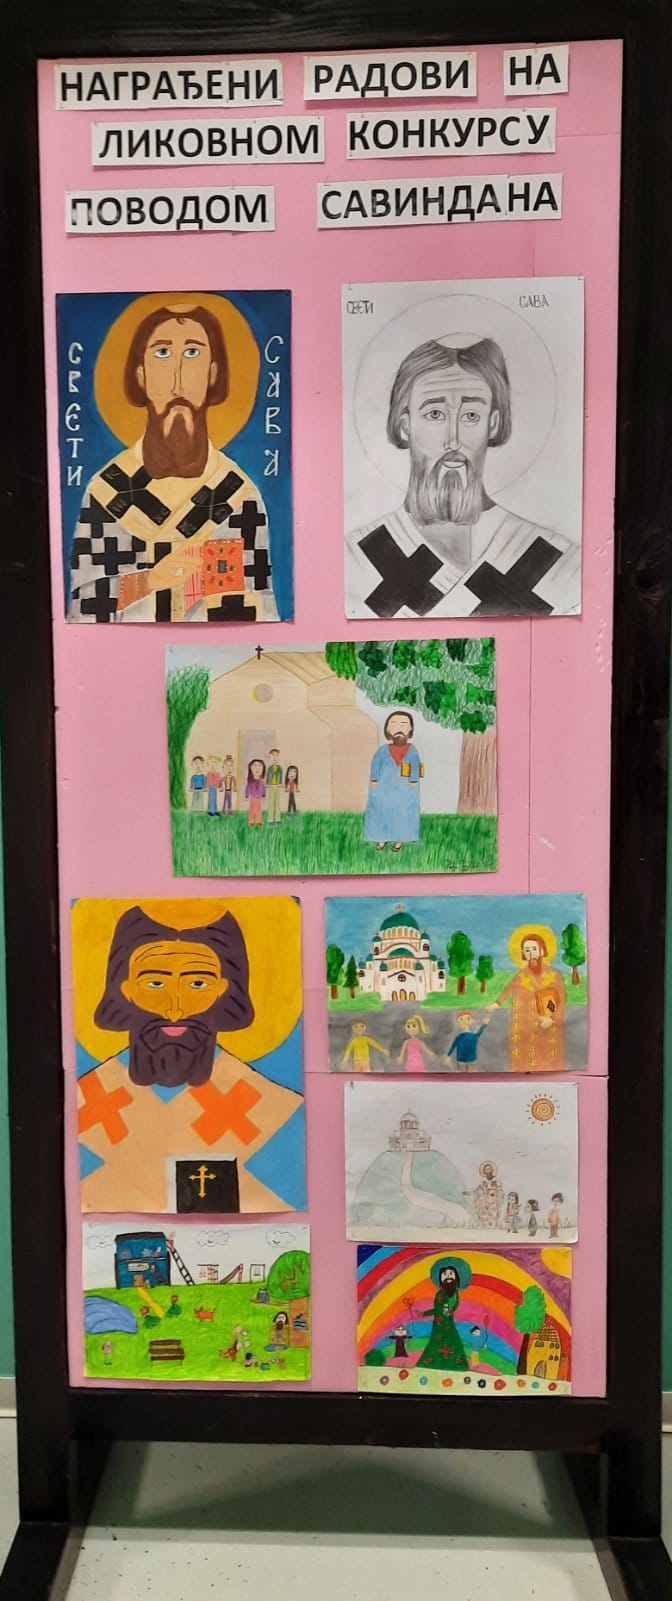 НАГРАЂЕНИ РАДОВИ НА
ЛИКОВНОМ КОНКУРСУ
ПОВОДОМ САВИНДАНА
СВЕТИ САВА
СВЕТИ САВА